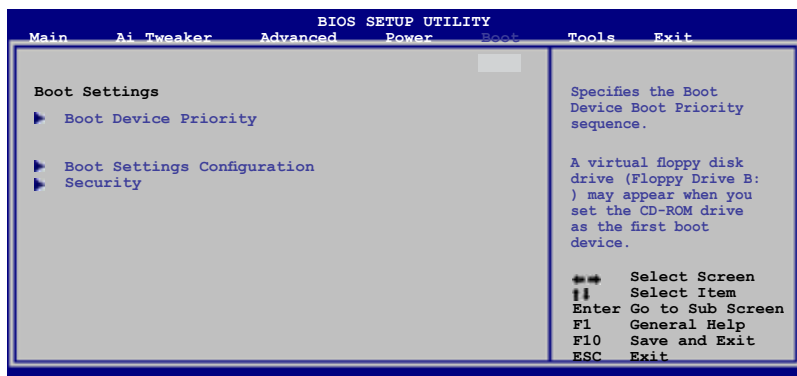 BIOS SETUP UTILITY
Main Ai Tweaker Advanced Power Boot Tools Exit
Boot Settings
Boot Device Priority
Boot Settings Configuration
Security
Specifies the Boot
Device Boot Priority
sequence.
A virtual floppy disk
drive (Floppy Drive B:
) may appear when you
set the CD-ROM drive
as the first boot
device.
Select Screen
Select Item
Enter Go to Sub Screen
F1 General Help
F10 Save and Exit
ESC Exit